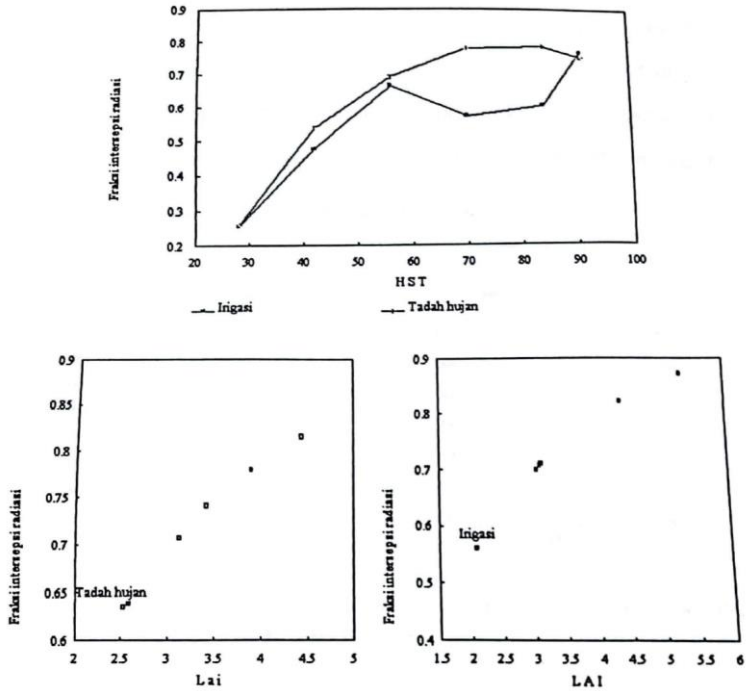 Fraksi intersepsi radiasi
0.9
0.8
0.7
0.6
0.5
0.4
0.3
0.2
20 30 40 50 60 70 80 90 100
HST
Irigasi Tadah hujan
Fraksi intersepsi radiasi
0.9
0.85
0.8
0.75
0.7
0.65
0.6
Tadah hujan
2 2.5 3 3.5 4 4.5 5
Lai
Fraksi intersepsi radiasi
0.9
0.8
0.7
0.6
0.5
0.4
Irigasi
1.5 2 2.5 3 3.5 4 4.5 5 5.5 6
LAI